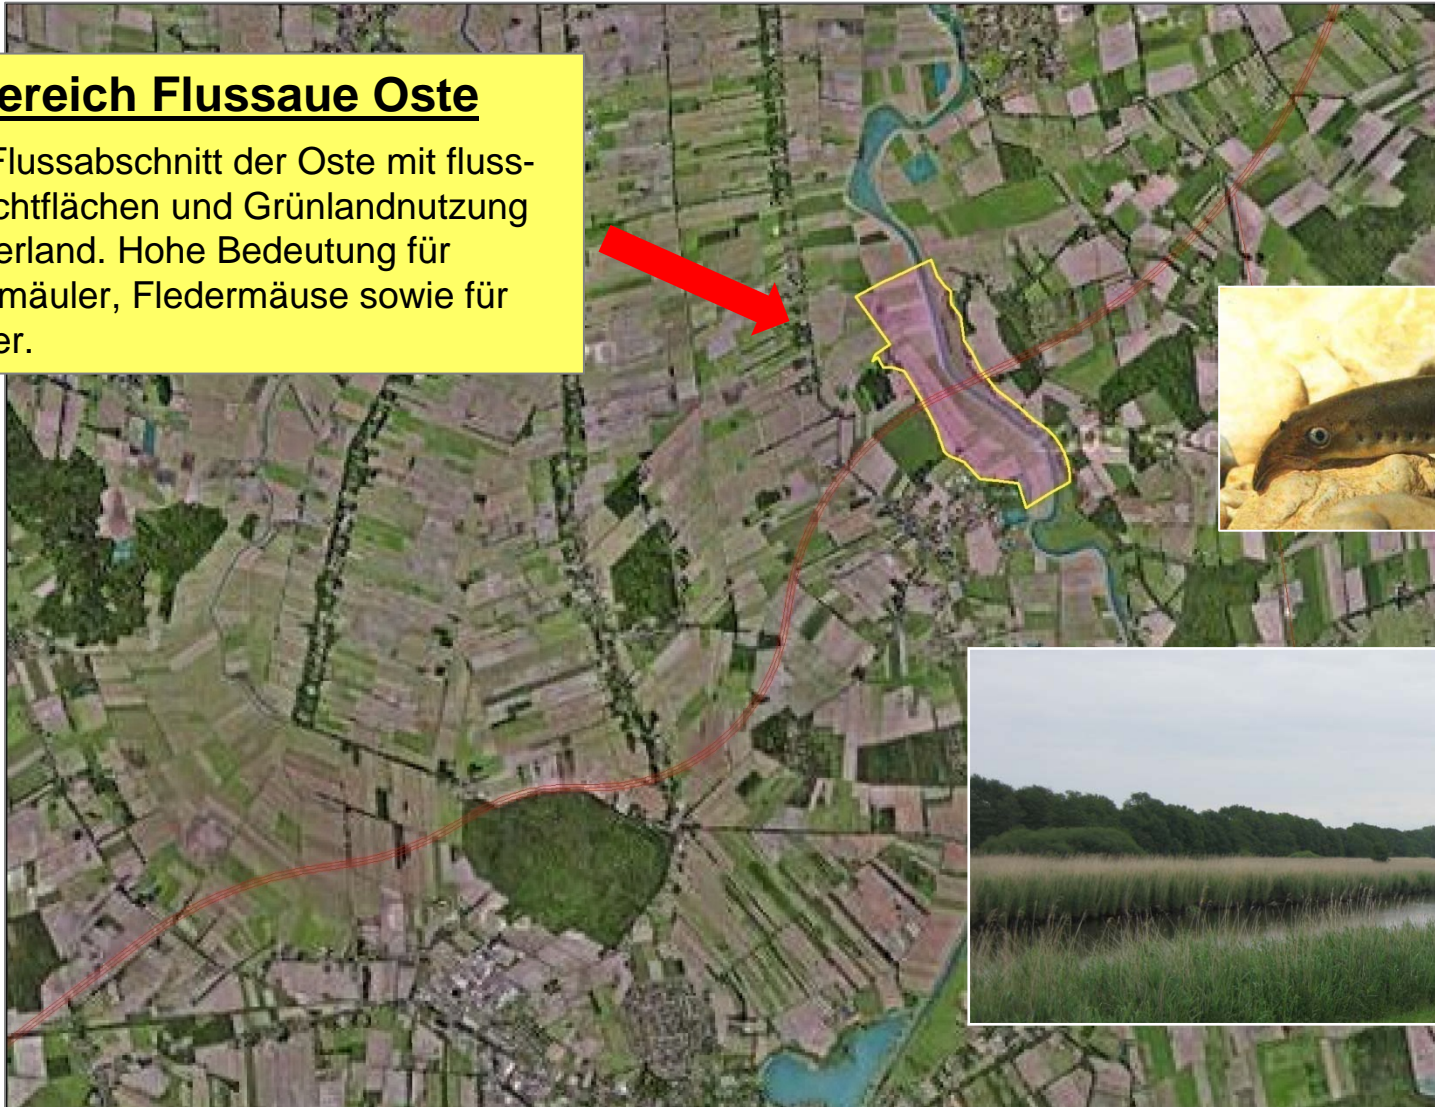 ereich Flussaue Oste
Flussabschnitt der Oste mit fluss-
chtflächen und Grünlandnutzung
erland. Hohe Bedeutung für
mäuler, Fledermäuse sowie für
er.